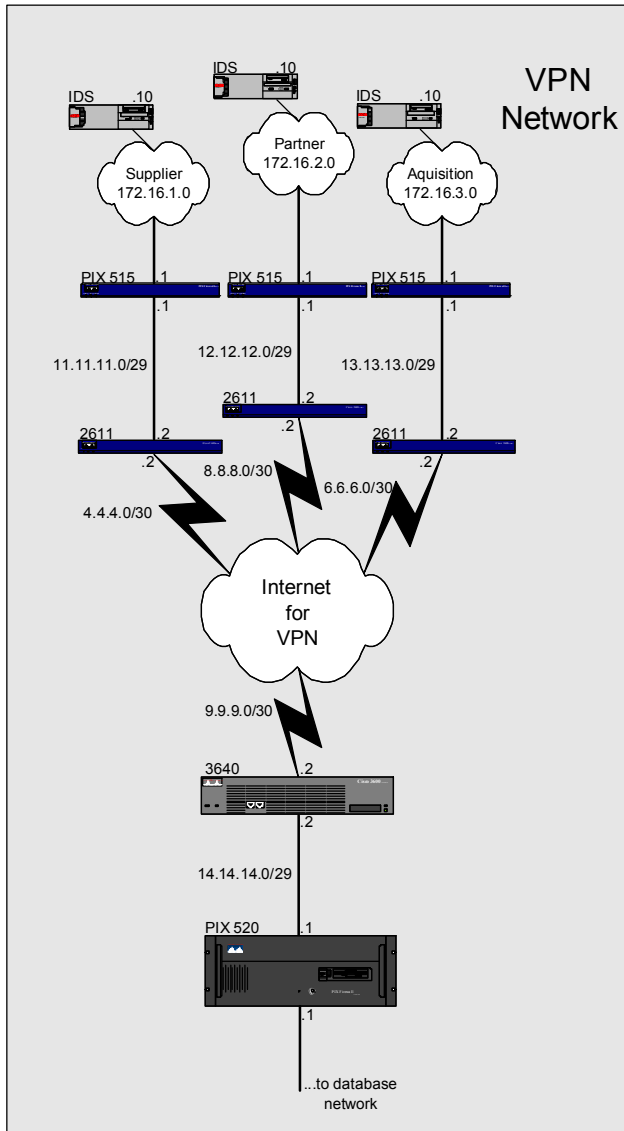 IDS .10
VPN
Network
IDS .10
IDS .10
Partner
172.16.2.0
Supplier
172.16.1.0
Aquisition
172.16.3.0
PIX 515 .1
.1
PIX 515 .1
.1
PIX 515 .1
.1
11.11.11.0/29
12.12.12.0/29
13.13.13.0/29
2611 .2
.2
2611 .2
.2
2611 .2
.2
4.4.4.0/30
8.8.8.0/30
6.6.6.0/30
Internet
for
VPN
9.9.9.0/30
3640 .2
.2
14.14.14.0/29
PIX 520 .1
.1
...to database
network